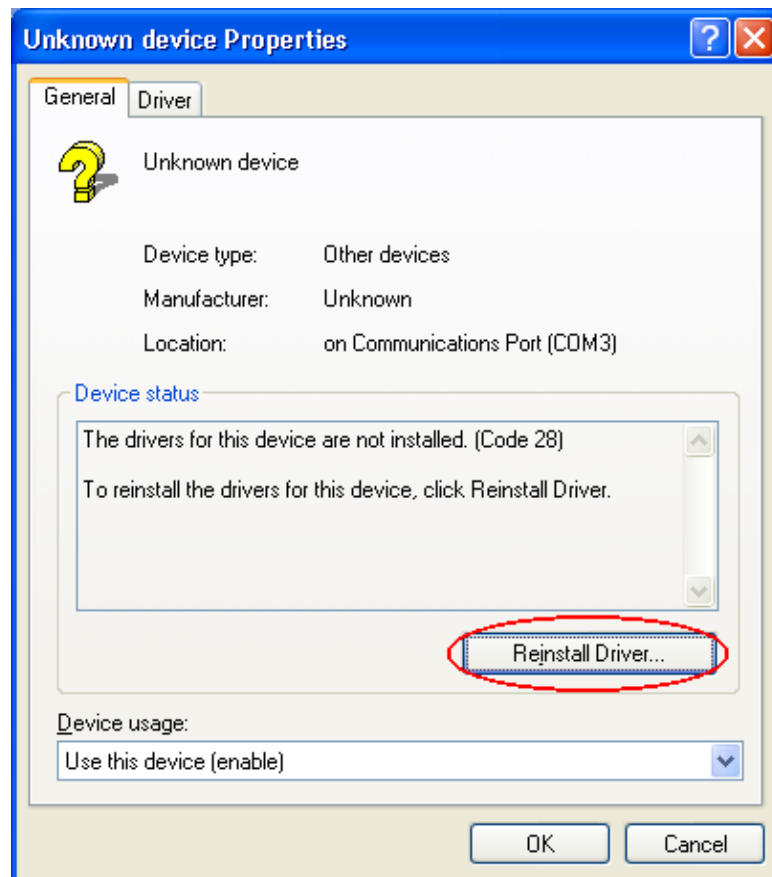 Unknown device Properties
General Driver
Unknown device
Device type: Other devices
Manufacturer: Unknown
Location: on Communications Port (COM3)
Device status
The drivers for this device are not installed. (Code 28)
To reinstall the drivers for this device, click Reinstall Driver.
Reinstall Driver...
Device usage:
Use this device (enable)
OK Cancel